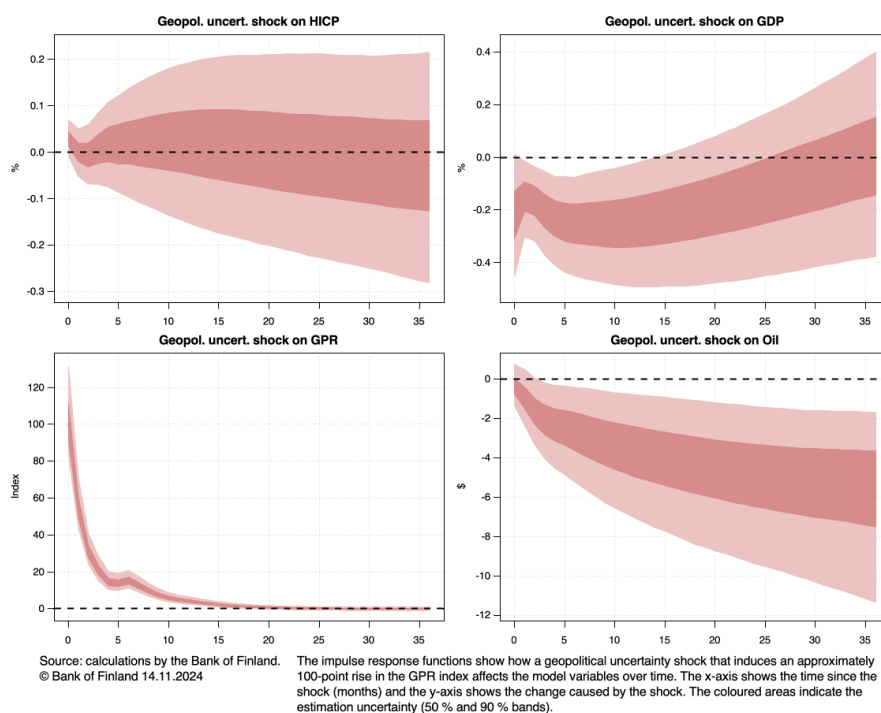 Geopol. uncert. shock on HICP
0.2
0.1
0.0
-0.1
-0.2
-0.3
%
0 5 10 15 20 25 30 35
Geopol. uncert. shock on GDP
0.4
0.2
0.0
-0.2
-0.4
%
0 5 10 15 20 25 30 35
Geopol. uncert. shock on GPR
120
100
80
60
40
20
0
Index
0 5 10 15 20 25 30 35
Geopol. uncert. shock on Oil
0
-2
-4
-6
-8
-10
-12
$
0 5 10 15 20 25 30 35
Source: calculations by the Bank of Finland.
© Bank of Finland 14.11.2024
The impulse response functions show how a geopolitical uncertainty shock that induces an approximately
100-point rise in the GPR index affects the model variables over time. The x-axis shows the time since the
shock (months) and the y-axis shows the change caused by the shock. The coloured areas indicate the
estimation uncertainty (50 % and 90 % bands).